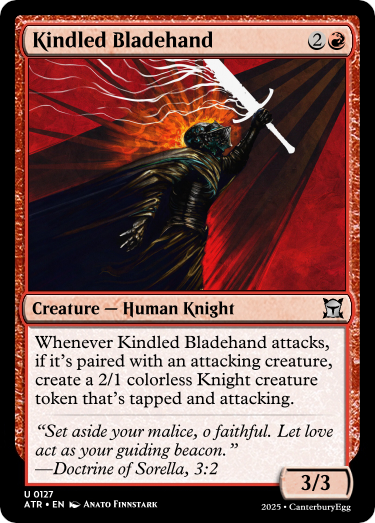 Kindled Bladehand 2
Creature — Human Knight
Whenever Kindled Bladehand attacks,
if it's paired with an attacking creature,
create a 2/1 colorless Knight creature
token that's tapped and attacking.
“Set aside your malice, o faithful. Let love
act as your guiding beacon.”
—Doctrine of Sorella, 3:2
3/3
U 0127
ATR • EN Anato Finnstark
2025 • CanterburyEgg